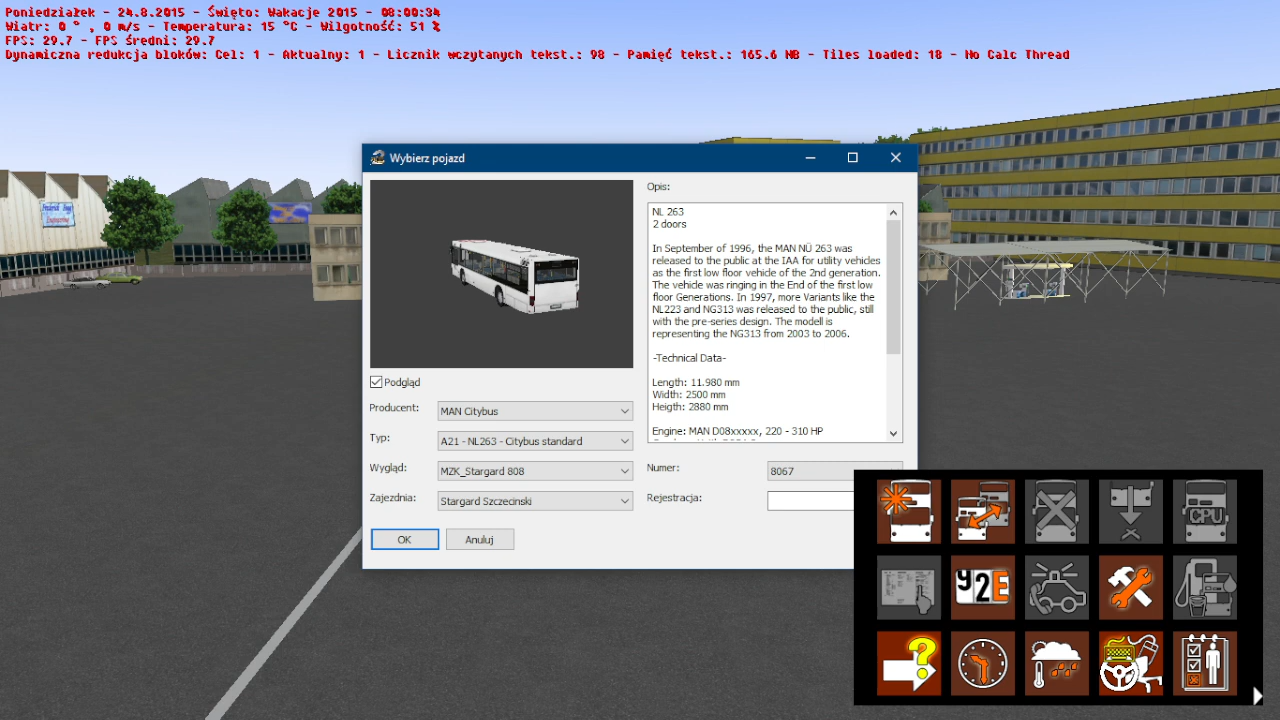 Poniedziałek - 24.8.2015 - Święto: Wakacje 2015 - 08:00:34
Wiatr: 0 ° , 0 m/s - Temperatura: 15 °C - Wilgotność: 51 %
FPS: 29.7 - FPS średni: 29.7
Dynamiczna redukcja bloków: Cel: 1 - Aktualny: 1 - Licznik wczytanych tekst.: 98 - Pamięć tekst.: 165.6 MB - Tiles loaded: 18 - No Calc Thread
Wybierz pojazd
Opis:
NL 263
2 doors
In September of 1996, the MAN NÜ 263 was
released to the public at the IAA for utility vehicles
as the first low floor vehicle of the 2nd generation.
The vehicle was ringing in the End of the first low
floor Generations. In 1997, more Variants like the
NL223 and NG313 was released to the public, still
with the pre-series design. The modell is
representing the NG313 from 2003 to 2006.
-Technical Data-
Length: 11.980 mm
Width: 2500 mm
Heigth: 2880 mm
Engine: MAN D08xxxxx, 220 - 310 HP
Podgląd
Producent: MAN Citybus
Typ: A21 - NL263 - Citybus standard
Wygląd: MZK_Stargard 808
Numer: 8067
Zajezdnia: Stargard Szczecinski
Rejestracja:
OK
Anuluj
CPU
92E
?